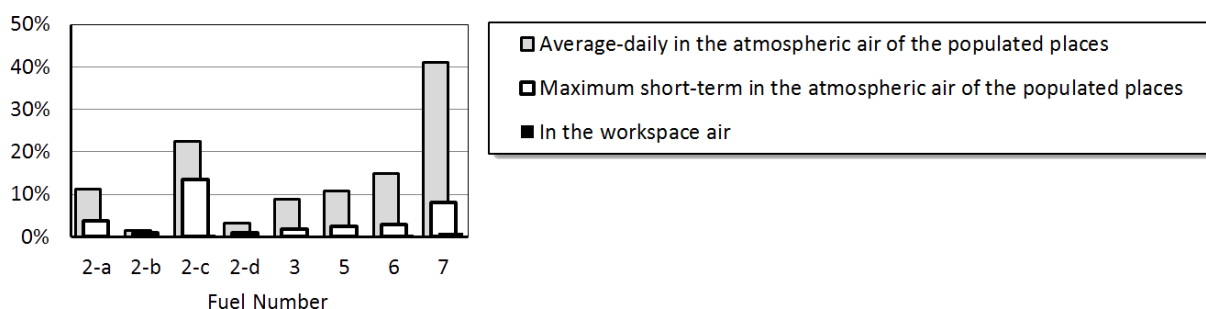 50%
40%
30%
20%
10%
0%
2-a 2-b 2-c 2-d 3 5 6 7
Fuel Number
Average-daily in the atmospheric air of the populated places
Maximum short-term in the atmospheric air of the populated places
In the workspace air